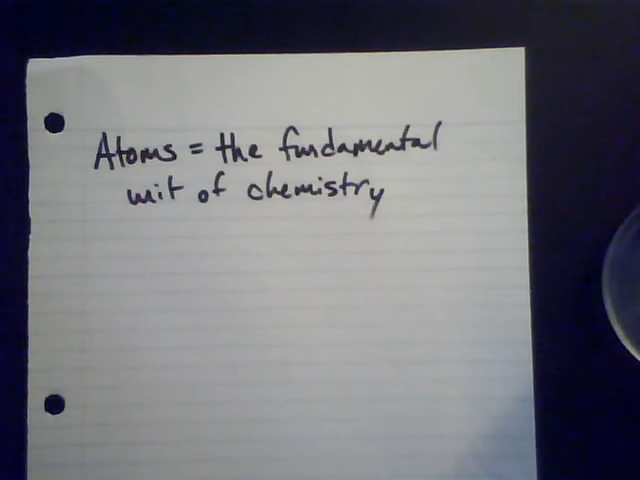 Atoms = the fundamental
unit of chemistry